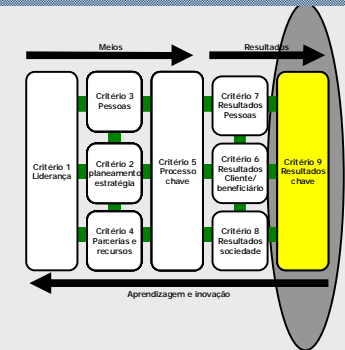 Meios
Resultados
Critério 1
Liderança
Critério 3
Pessoas
Critério 2
planeamento
estratégia
Critério 4
Parcerias e
recursos
Critério 5
Processo
chave
Critério 7
Resultados
Pessoas
Critério 6
Resultados
Cliente/
beneficiário
Critério 8
Resultados
sociedade
Critério 9
Resultados
chave
Aprendizagem e inovação